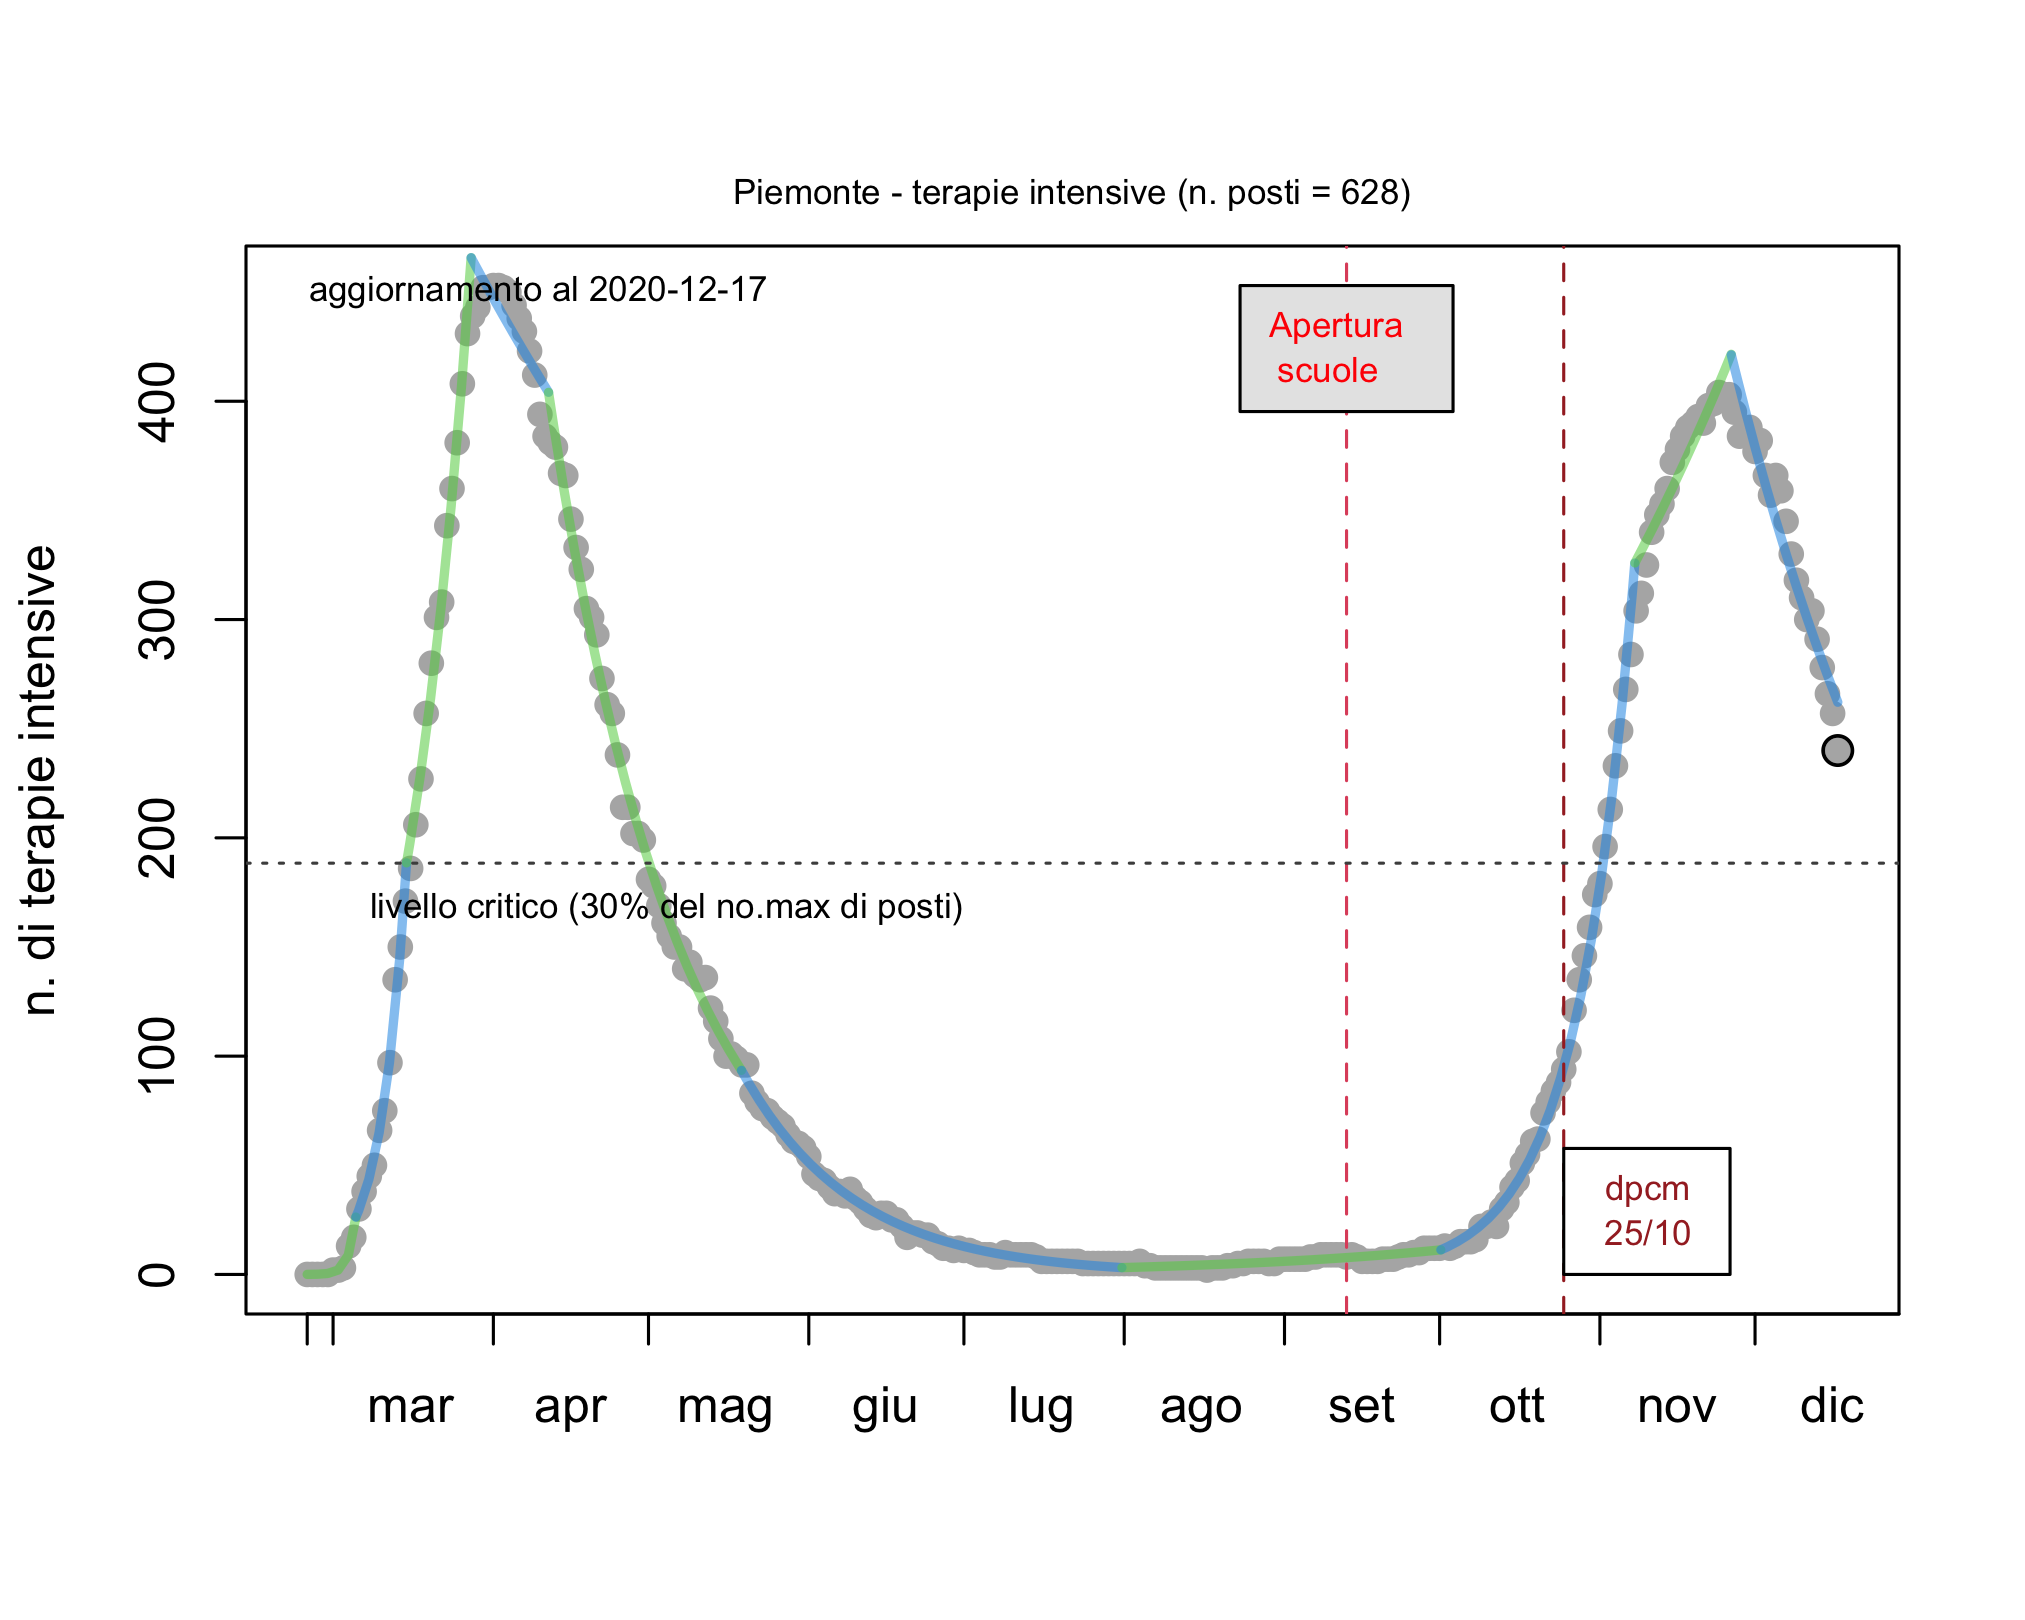 Piemonte - terapie intensive (n. posti = 628)
aggiornamento al 2020-12-17
Apertura
scuole
n. di terapie intensive
400
300
200
100
0
livello critico (30% del no.max di posti)
dpcm
25/10
mar apr mag giu lug ago set ott nov dic